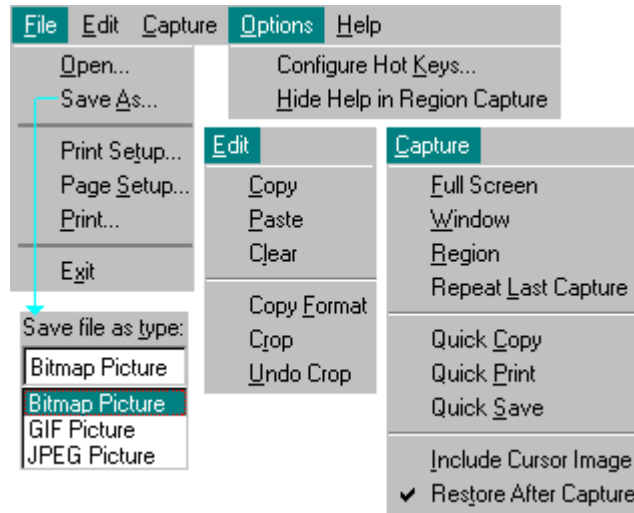 File Edit Capture Options Help
Open...
Save As...
Print Setup...
Page Setup...
Print...
Exit
Configure Hot Keys...
Hide Help in Region Capture
Edit
Copy
Paste
Clear
Copy Format
Crop
Undo Crop
Capture
Full Screen
Window
Region
Repeat Last Capture
Quick Copy
Quick Print
Quick Save
Include Cursor Image
Restore After Capture
Save file as type:
Bitmap Picture
Bitmap Picture
GIF Picture
JPEG Picture